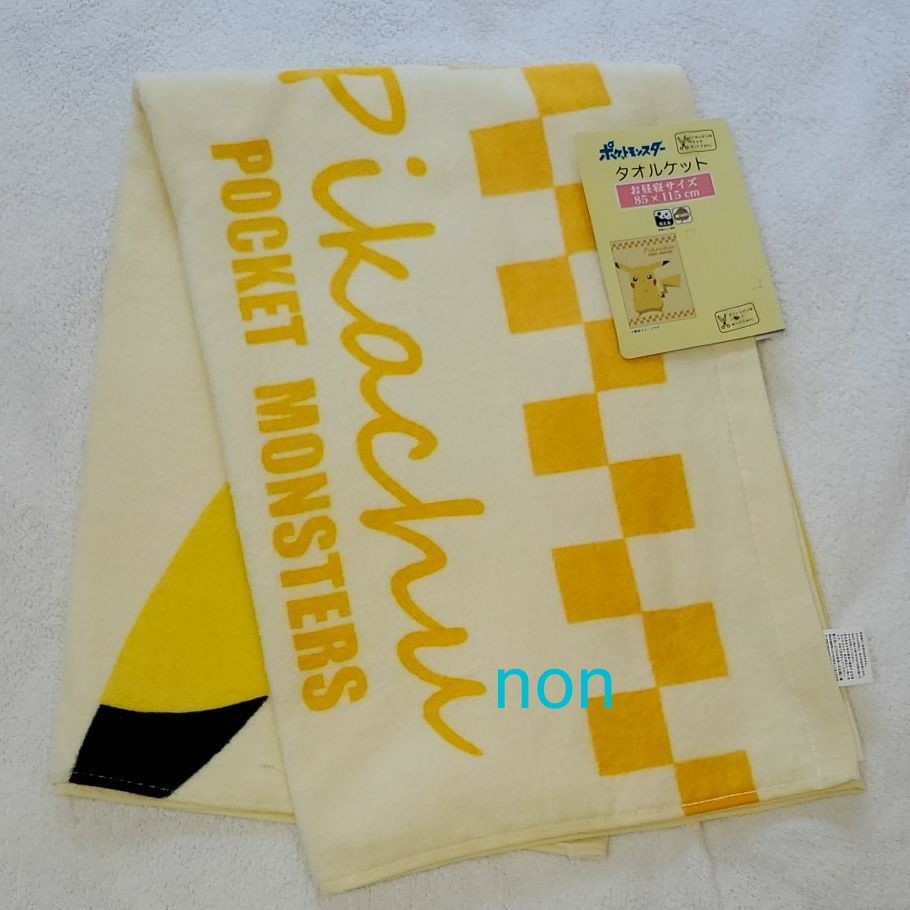 Pikachu
POCKET MONSTERS
ポケットモンスター
タオルケット
お昼寝サイズ
85×115cm
Pikachu
non